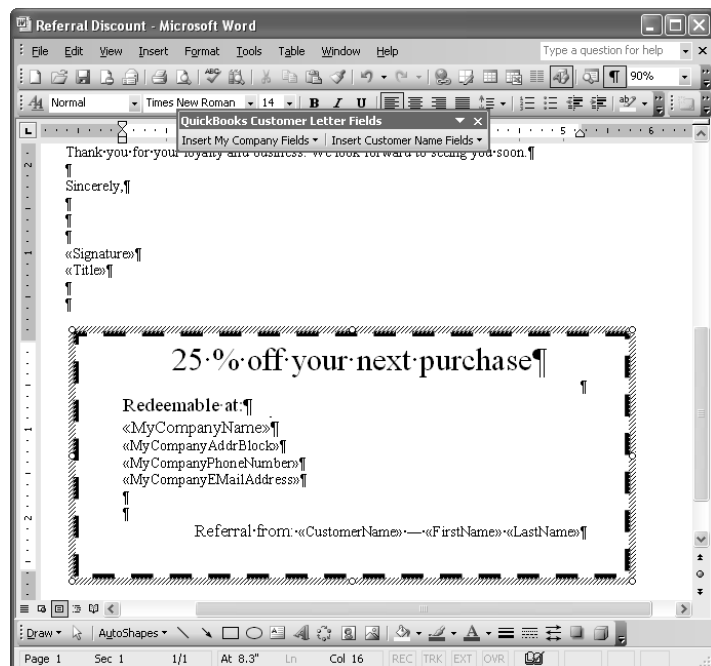 Referral Discount - Microsoft Word
File Edit View Insert Format Tools Table Window Help Type a question for help
90%
Normal Times New Roman 14 B I U
QuickBooks Customer Letter Fields
Insert My Company Fields Insert Customer Name Fields
5 6
Thank·you·for·your·loyalty·and·business.·We·look·forward·to·seeing·you·soon.¶
¶
Sincerely,¶
¶
¶
¶
«Signature»¶
«Title»¶
¶
¶
25·%·off·your·next·purchase¶
¶
Redeemable·at:¶
«MyCompanyName»¶
«MyCompanyAddrBlock»¶
«MyCompanyPhoneNumber»¶
«MyCompanyEMailAddress»¶
¶
¶
Referral·from:·«CustomerName»·—·«FirstName»·«LastName»¶
Draw AutoShapes
Page 1 Sec 1 1/1 At 8.3" Ln Col 16 REC TRK EXT OVR